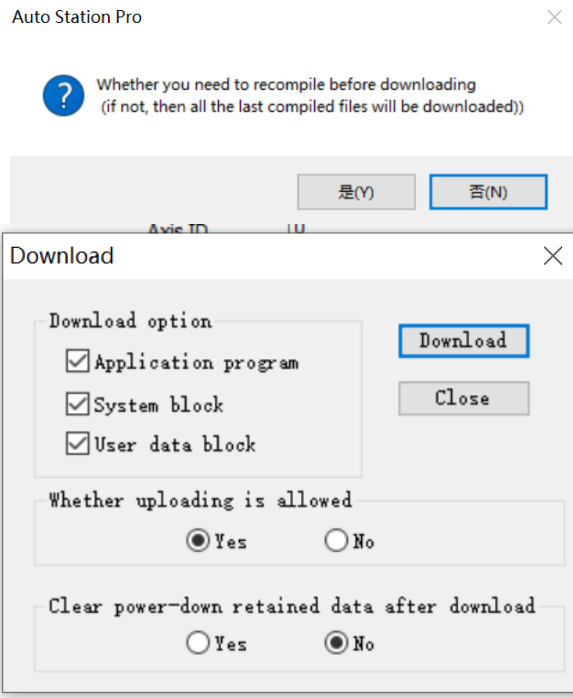 Auto Station Pro
Whether you need to recompile before downloading
(if not, then all the last compiled files will be downloaded))
是(Y)
否(N)
Axis ID
Download
Download option
Application program
System block
User data block
Download
Close
Whether uploading is allowed
Yes
No
Clear power-down retained data after download
Yes
No